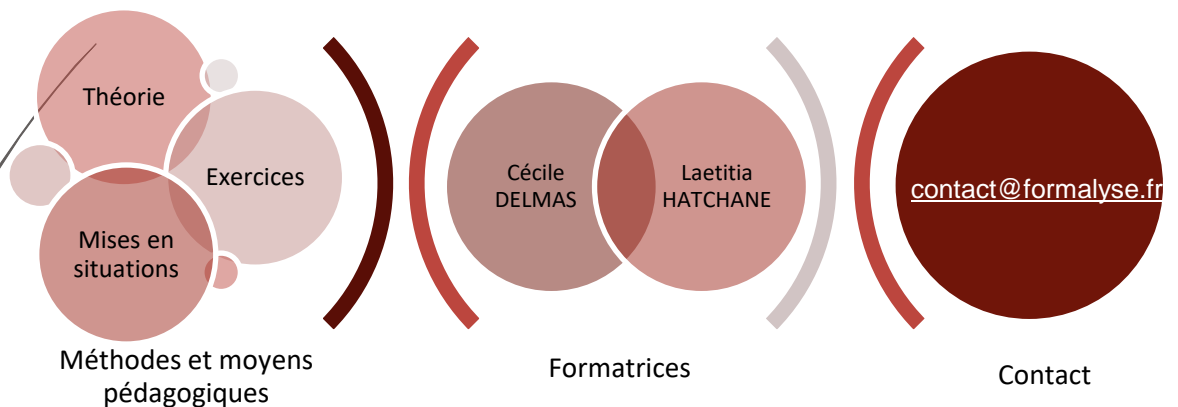 Théorie
Exercices
Mises en
situations
Méthodes et moyens
pédagogiques
Cécile
DELMAS
Laetitia
HATCHANE
Formatrices
contact@formalyse.fr
Contact